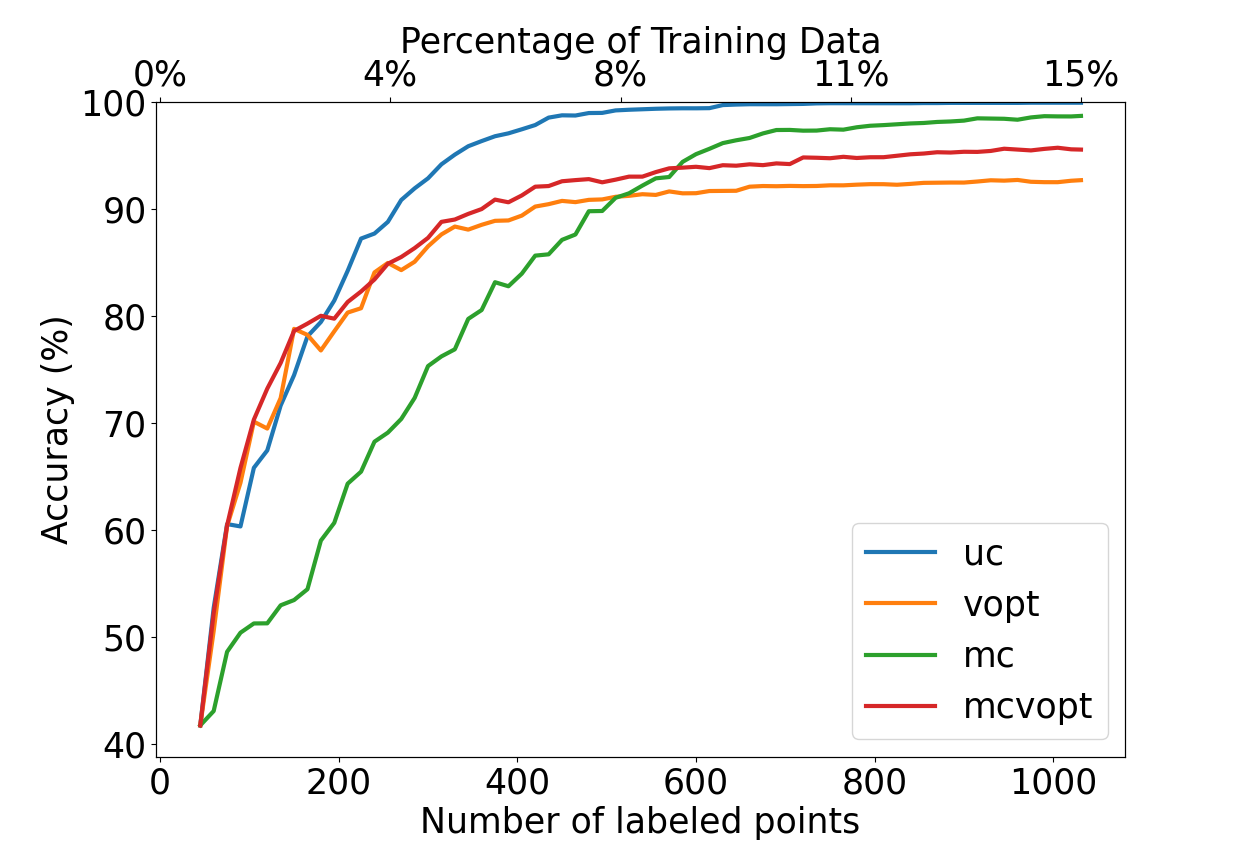 Percentage of Training Data
0% 4% 8% 11% 15%
100
90
80
70
60
50
40
Accuracy (%)
uc
vopt
mc
mcvopt
0 200 400 600 800 1000
Number of labeled points